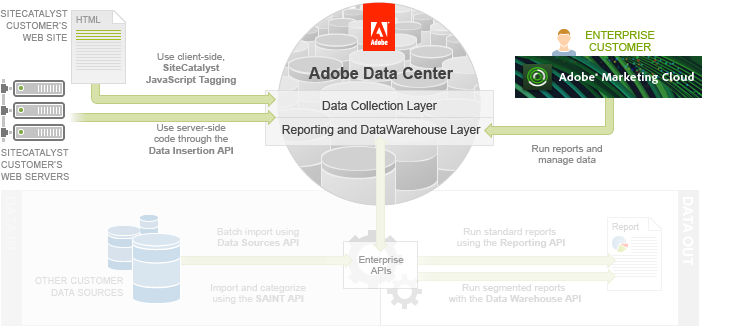 SITECATALYST
CUSTOMER'S
WEB SITE
HTML
Adobe
ENTERPRISE
CUSTOMER
Adobe® Marketing Cloud
Use client-side,
SiteCatalyst
JavaScript Tagging
Adobe Data Center
Data Collection Layer
Reporting and DataWarehouse Layer
Use server-side
code through the
Data Insertion API
SITECATALYST
CUSTOMER'S
WEB SERVERS
Run reports and
manage data
DATA IN
DATA OUT
Batch import using
Data Sources API
Run standard reports
using the Reporting API
Report
Enterprise
APIs
OTHER CUSTOMER
DATA SOURCES
Import and categorize
using the SAINT API
Run segmented reports
with the Data Warehouse API